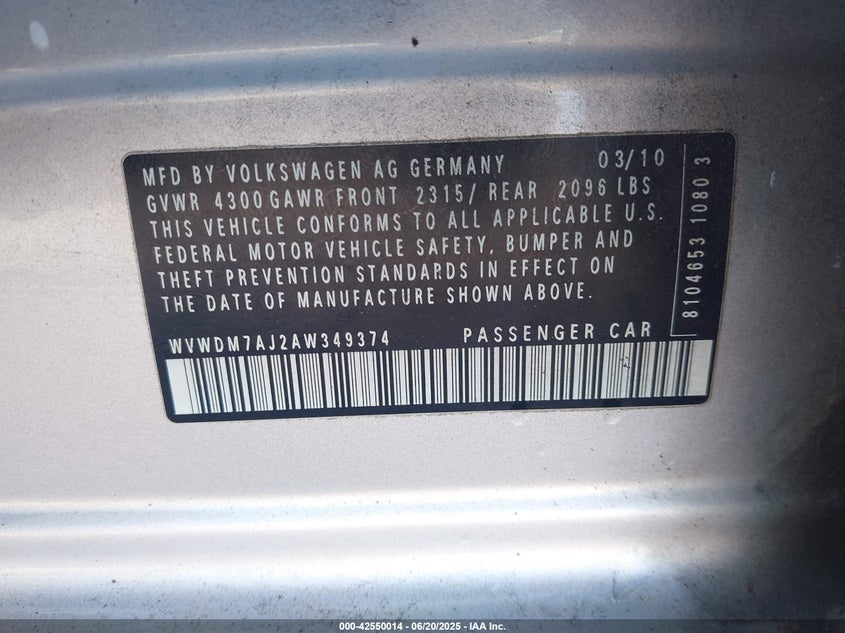 MFD BY VOLKSWAGEN AG GERMANY 03/10
GVWR 4300 GAWR FRONT 2315/ REAR 2096 LBS
THIS VEHICLE CONFORMS TO ALL APPLICABLE U.S.
FEDERAL MOTOR VEHICLE SAFETY, BUMPER AND
THEFT PREVENTION STANDARDS IN EFFECT ON
THE DATE OF MANUFACTURE SHOWN ABOVE.
WVWDM7AJ2AW349374 PASSENGER CAR
8104653 1080 3
000-42550014 - 06/20/2025 - IAA Inc.